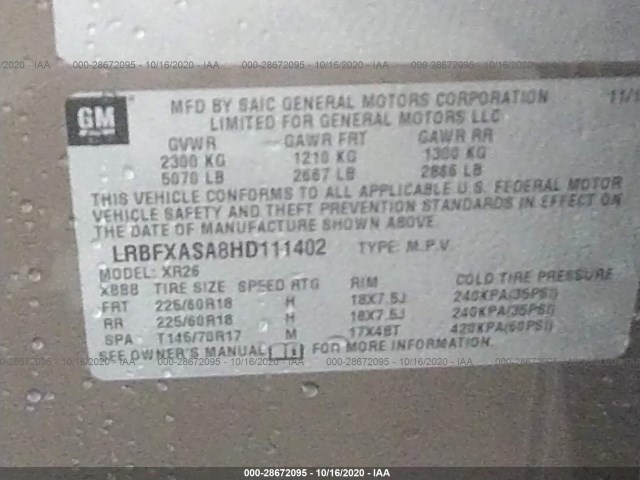 000-28672095 · 10/16/2020 · IAA
GM
MFD BY SAIC GENERAL MOTORS CORPORATION 11/1
LIMITED FOR GENERAL MOTORS LLC
GVWR GAWR FRT GAWR RR
2300 KG 1210 KG 1300 KG
5070 LB 2667 LB 2866 LB
THIS VEHICLE CONFORMS TO ALL APPLICABLE U.S. FEDERAL MOTOR
VEHICLE SAFETY AND THEFT PREVENTION STANDARDS IN EFFECT ON
THE DATE OF MANUFACTURE SHOWN ABOVE.
LRBFXASA8HD111402 TYPE: M.P.V.
MODEL: XR26
XBBB TIRE SIZE SPEED RTG RIM COLD TIRE PRESSURE
FRT 225/60R18 H 18X7.5J 240KPA(35PSI)
RR 225/60R18 H 18X7.5J 240KPA(35PSI)
SPA T145/70R17 M 17X4BT 420KPA(60PSI)
SEE OWNER'S MANUAL FOR MORE INFORMATION.
000-28672095 · 10/16/2020 · IAA